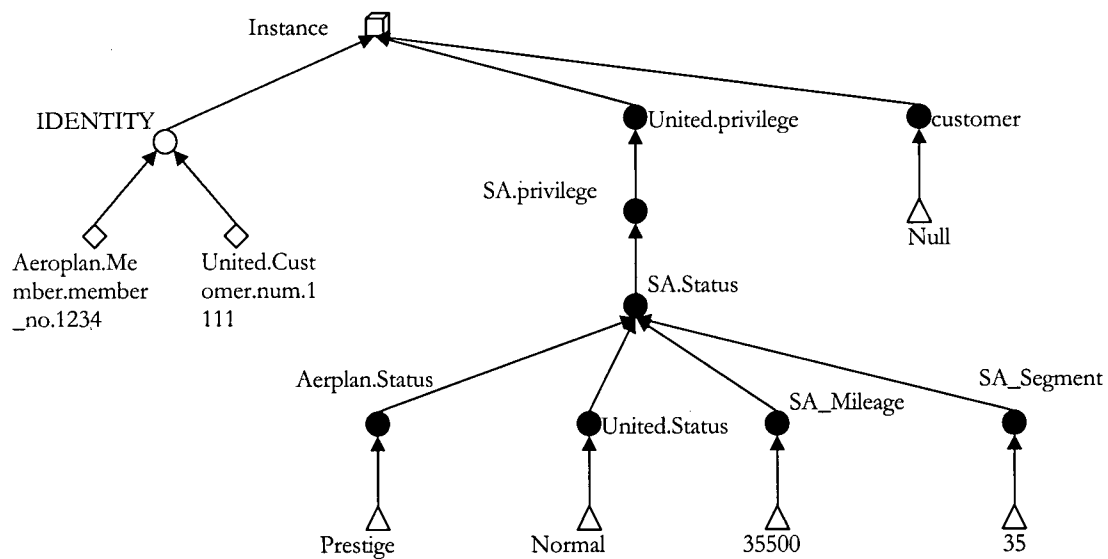 Instance
IDENTITY
United.privilege
customer
SA.privilege
Null
Aeroplan.Me
mber.member
_no.1234
United.Cust
omer.num.1
111
SA.Status
Aerplan.Status
SA_Segment
SA_Mileage
United.Status
Prestige
Normal
35500
35